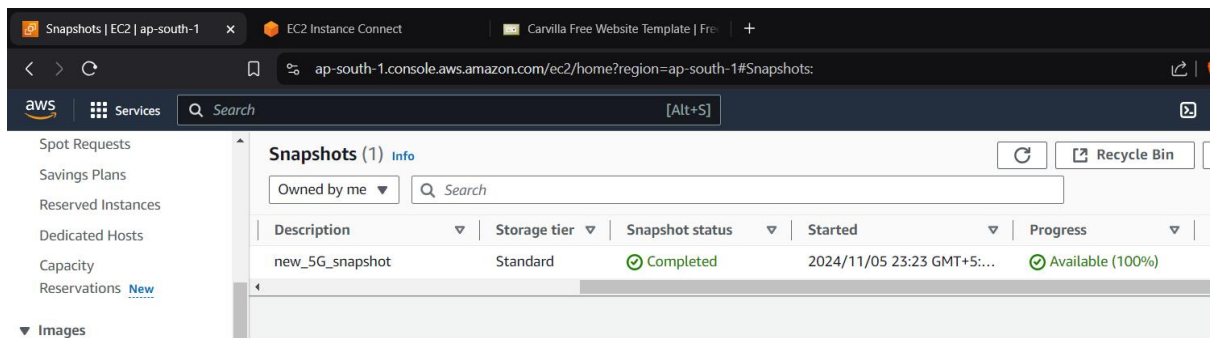 Snapshots | EC2 | ap-south-1 EC2 Instance Connect Carvilla Free Website Template | Fre
ap-south-1.console.aws.amazon.com/ec2/home?region=ap-south-1#Snapshots:
aws Services Search [Alt+S]
Spot Requests
Savings Plans
Reserved Instances
Dedicated Hosts
Capacity
Reservations New
Images
Snapshots (1) Info Recycle Bin
Owned by me Search
Description Storage tier Snapshot status Started Progress
new_5G_snapshot Standard Completed 2024/11/05 23:23 GMT+5:... Available (100%)